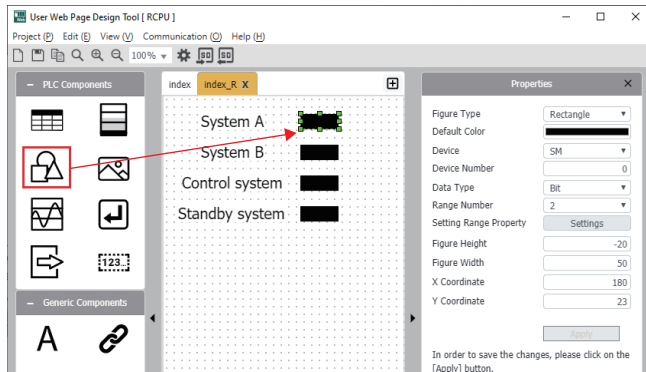 User Web Page Design Tool [ RCPU ]
Project (P) Edit (E) View (V) Communication (O) Help (H)
100%
SD SD
PLC Components
index index_R X
Properties X
System A
System B
Control system
Standby system
123...
Figure Type Rectangle
Default Color
Device SM
Device Number 0
Data Type Bit
Range Number 2
Setting Range Property Settings
Figure Height -20
Figure Width 50
X Coordinate 180
Y Coordinate 23
Generic Components
A
Apply
In order to save the changes, please click on the
[Apply] button.